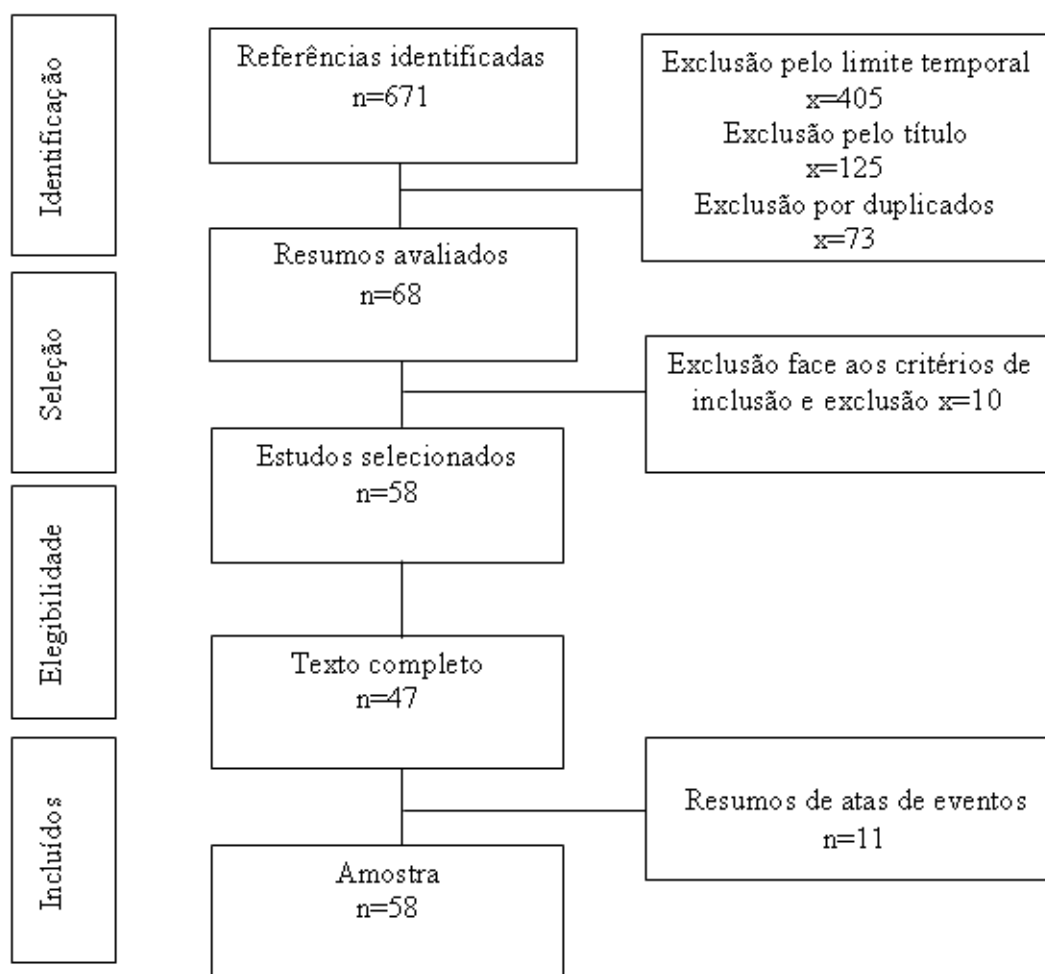 Identificação
Referências identificadas
n=671
Exclusão pelo limite temporal
x=405
Exclusão pelo título
x=125
Exclusão por duplicados
x=73
Resumos avaliados
n=68
Seleção
Exclusão face aos critérios de
inclusão e exclusão x=10
Estudos selecionados
n=58
Elegibilidade
Texto completo
n=47
Incluídos
Resumos de atas de eventos
n=11
Amostra
n=58